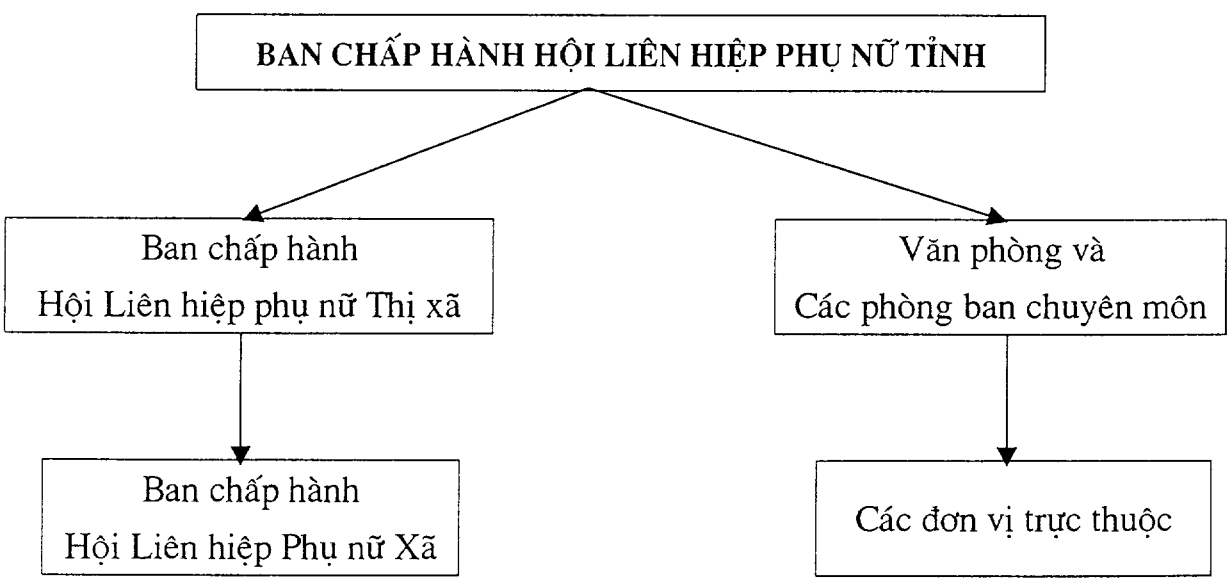 BAN CHẤP HÀNH HỘI LIÊN HIỆP PHỤ NỮ TỈNH
Ban chấp hành
Hội Liên hiệp phụ nữ Thị xã
Văn phòng và
Các phòng ban chuyên môn
Ban chấp hành
Hội Liên hiệp Phụ nữ Xã
Các đơn vị trực thuộc